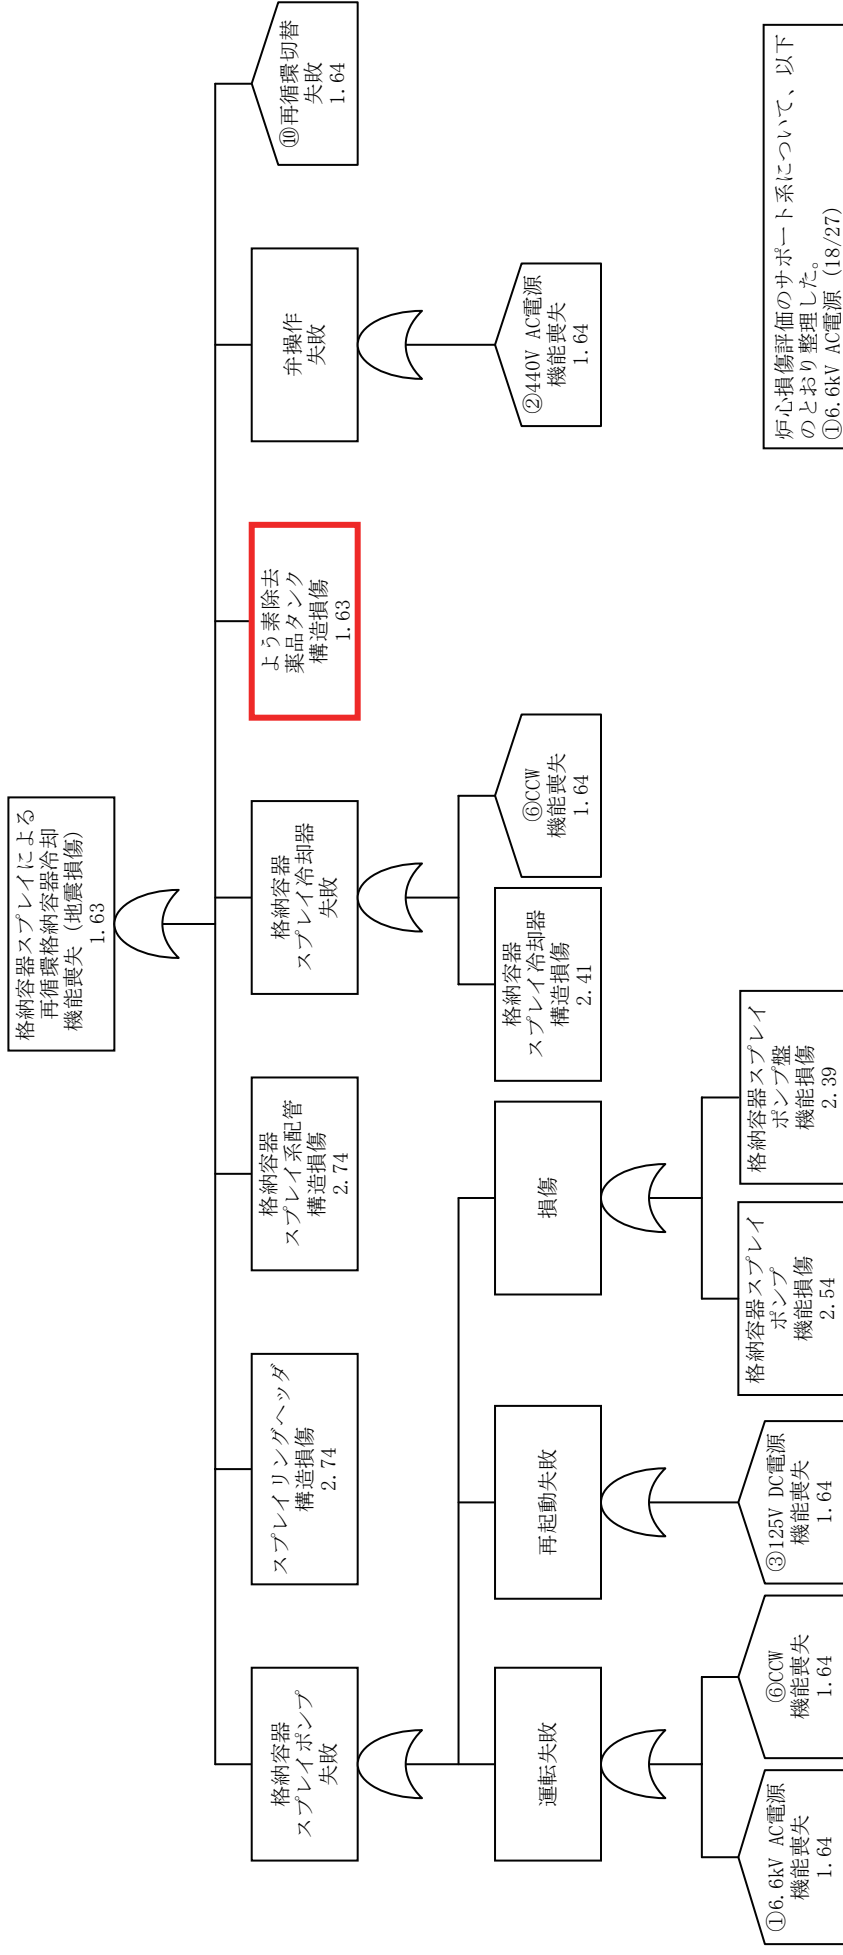 格納容器スプレイによる
再循環格納容器冷却
機能喪失（地震損傷）
1.63
格納容器
スプレイポンプ
失敗
スプレイリングヘッダ
構造損傷
2.74
格納容器
スプレイ系配管
構造損傷
2.74
格納容器
スプレイ冷却器
失敗
よう素除去
薬品タンク
構造損傷
1.63
弁操作
失敗
⑩再循環切替
失敗
1.64
運転失敗
再起動失敗
損傷
格納容器
スプレイ冷却器
構造損傷
2.41
⑥CCW
機能喪失
1.64
②440V AC電源
機能喪失
1.64
①6.6kV AC電源
機能喪失
1.64
⑥CCW
機能喪失
1.64
③125V DC電源
機能喪失
1.64
格納容器スプレイ
ポンプ
機能損傷
2.54
格納容器スプレイ
ポンプ盤
機能損傷
2.39
炉心損傷評価のサポート系について、以下
のとおり整理した。
①6.6kV AC電源（18/27）